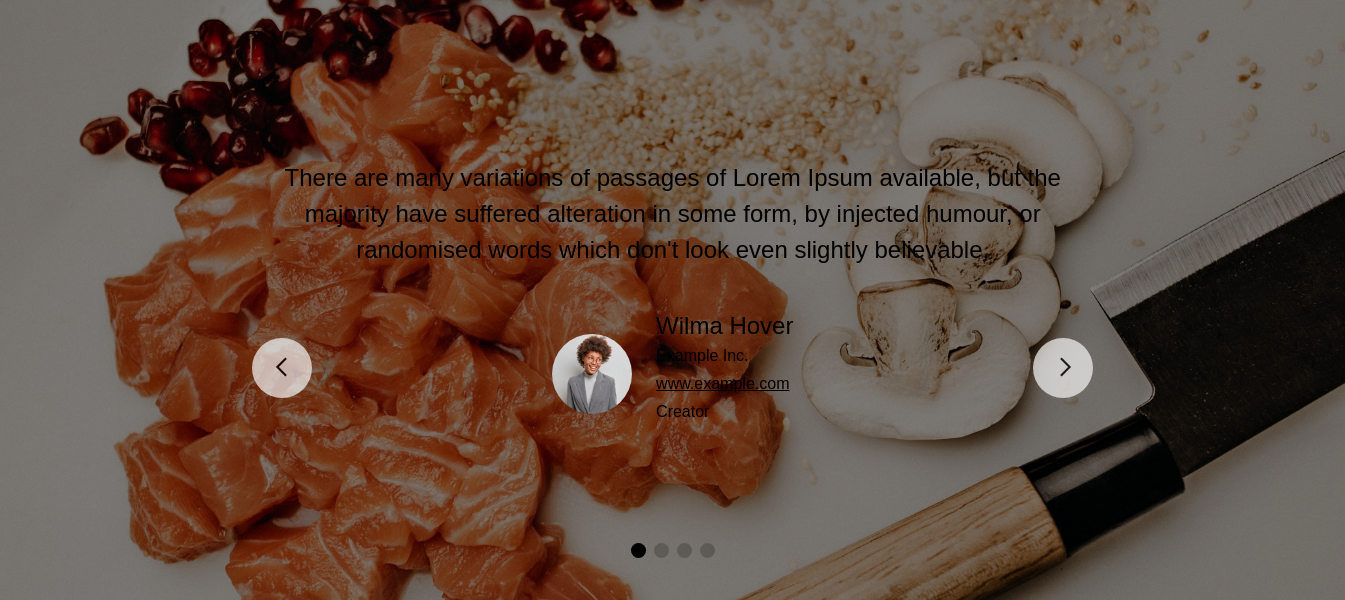 There are many variations of passages of Lorem Ipsum available, but the
majority have suffered alteration in some form, by injected humour, or
randomised words which don't look even slightly believable.
Wilma Hover
Example Inc.
www.example.com
Creator